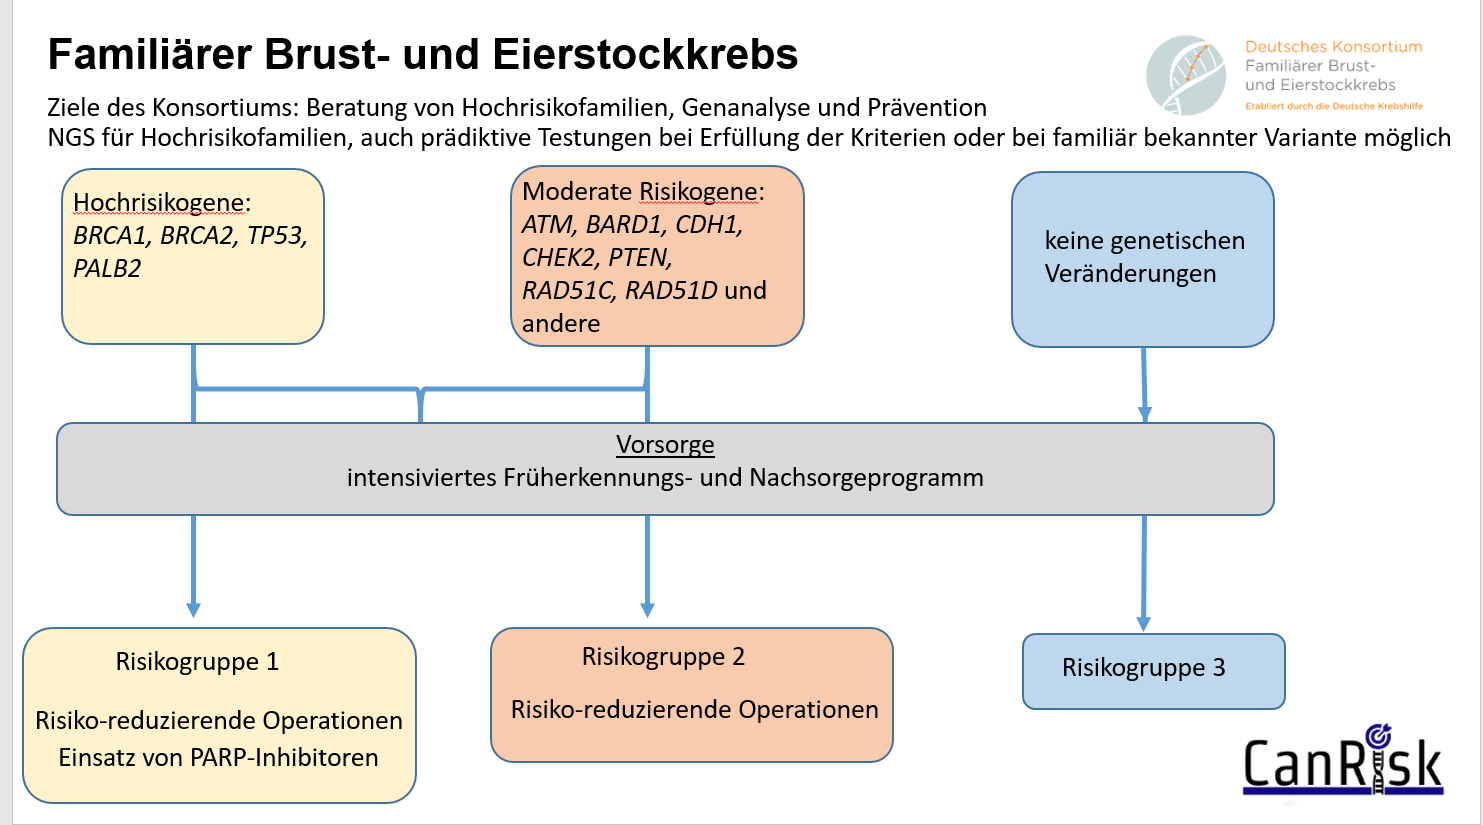 Familiärer Brust- und Eierstockkrebs
Deutsches Konsortium
Familiärer Brust-
und Eierstockkrebs
Etabliert durch die Deutsche Krebshilfe
Ziele des Konsortiums: Beratung von Hochrisikofamilien, Genanalyse und Prävention
NGS für Hochrisikofamilien, auch prädiktive Testungen bei Erfüllung der Kriterien oder bei familiär bekannter Variante möglich
Hochrisikogene:
BRCA1, BRCA2, TP53,
PALB2
Moderate Risikogene:
ATM, BARD1, CDH1,
CHEK2, PTEN,
RAD51C, RAD51D und
andere
keine genetischen
Veränderungen
Vorsorge
intensiviertes Früherkennungs- und Nachsorgeprogramm
Risikogruppe 1
Risiko-reduzierende Operationen
Einsatz von PARP-Inhibitoren
Risikogruppe 2
Risiko-reduzierende Operationen
Risikogruppe 3
CanRisk